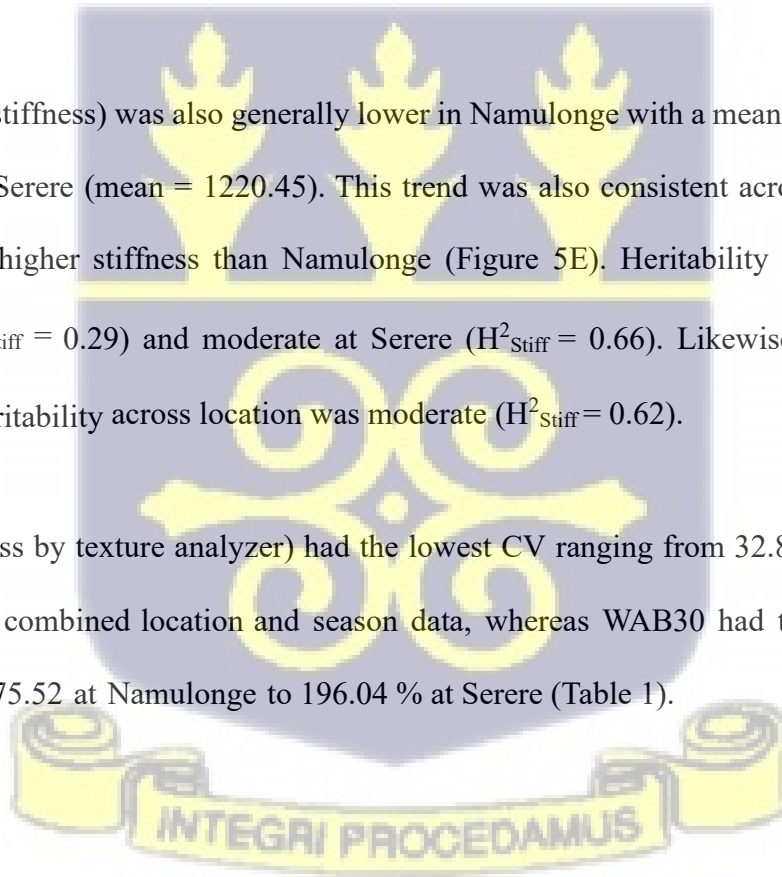 stiffness) was also generally lower in Namulonge with a mean
Serere (mean = 1220.45). This trend was also consistent acr
higher stiffness than Namulonge (Figure 5E). Heritability
iff = 0.29) and moderate at Serere (H²Stiff = 0.66). Likewise
ritability across location was moderate (H²Stiff = 0.62).
ss by texture analyzer) had the lowest CV ranging from 32.8
combined location and season data, whereas WAB30 had t
75.52 at Namulonge to 196.04 % at Serere (Table 1).
INTEGRI PROCEDAMUS